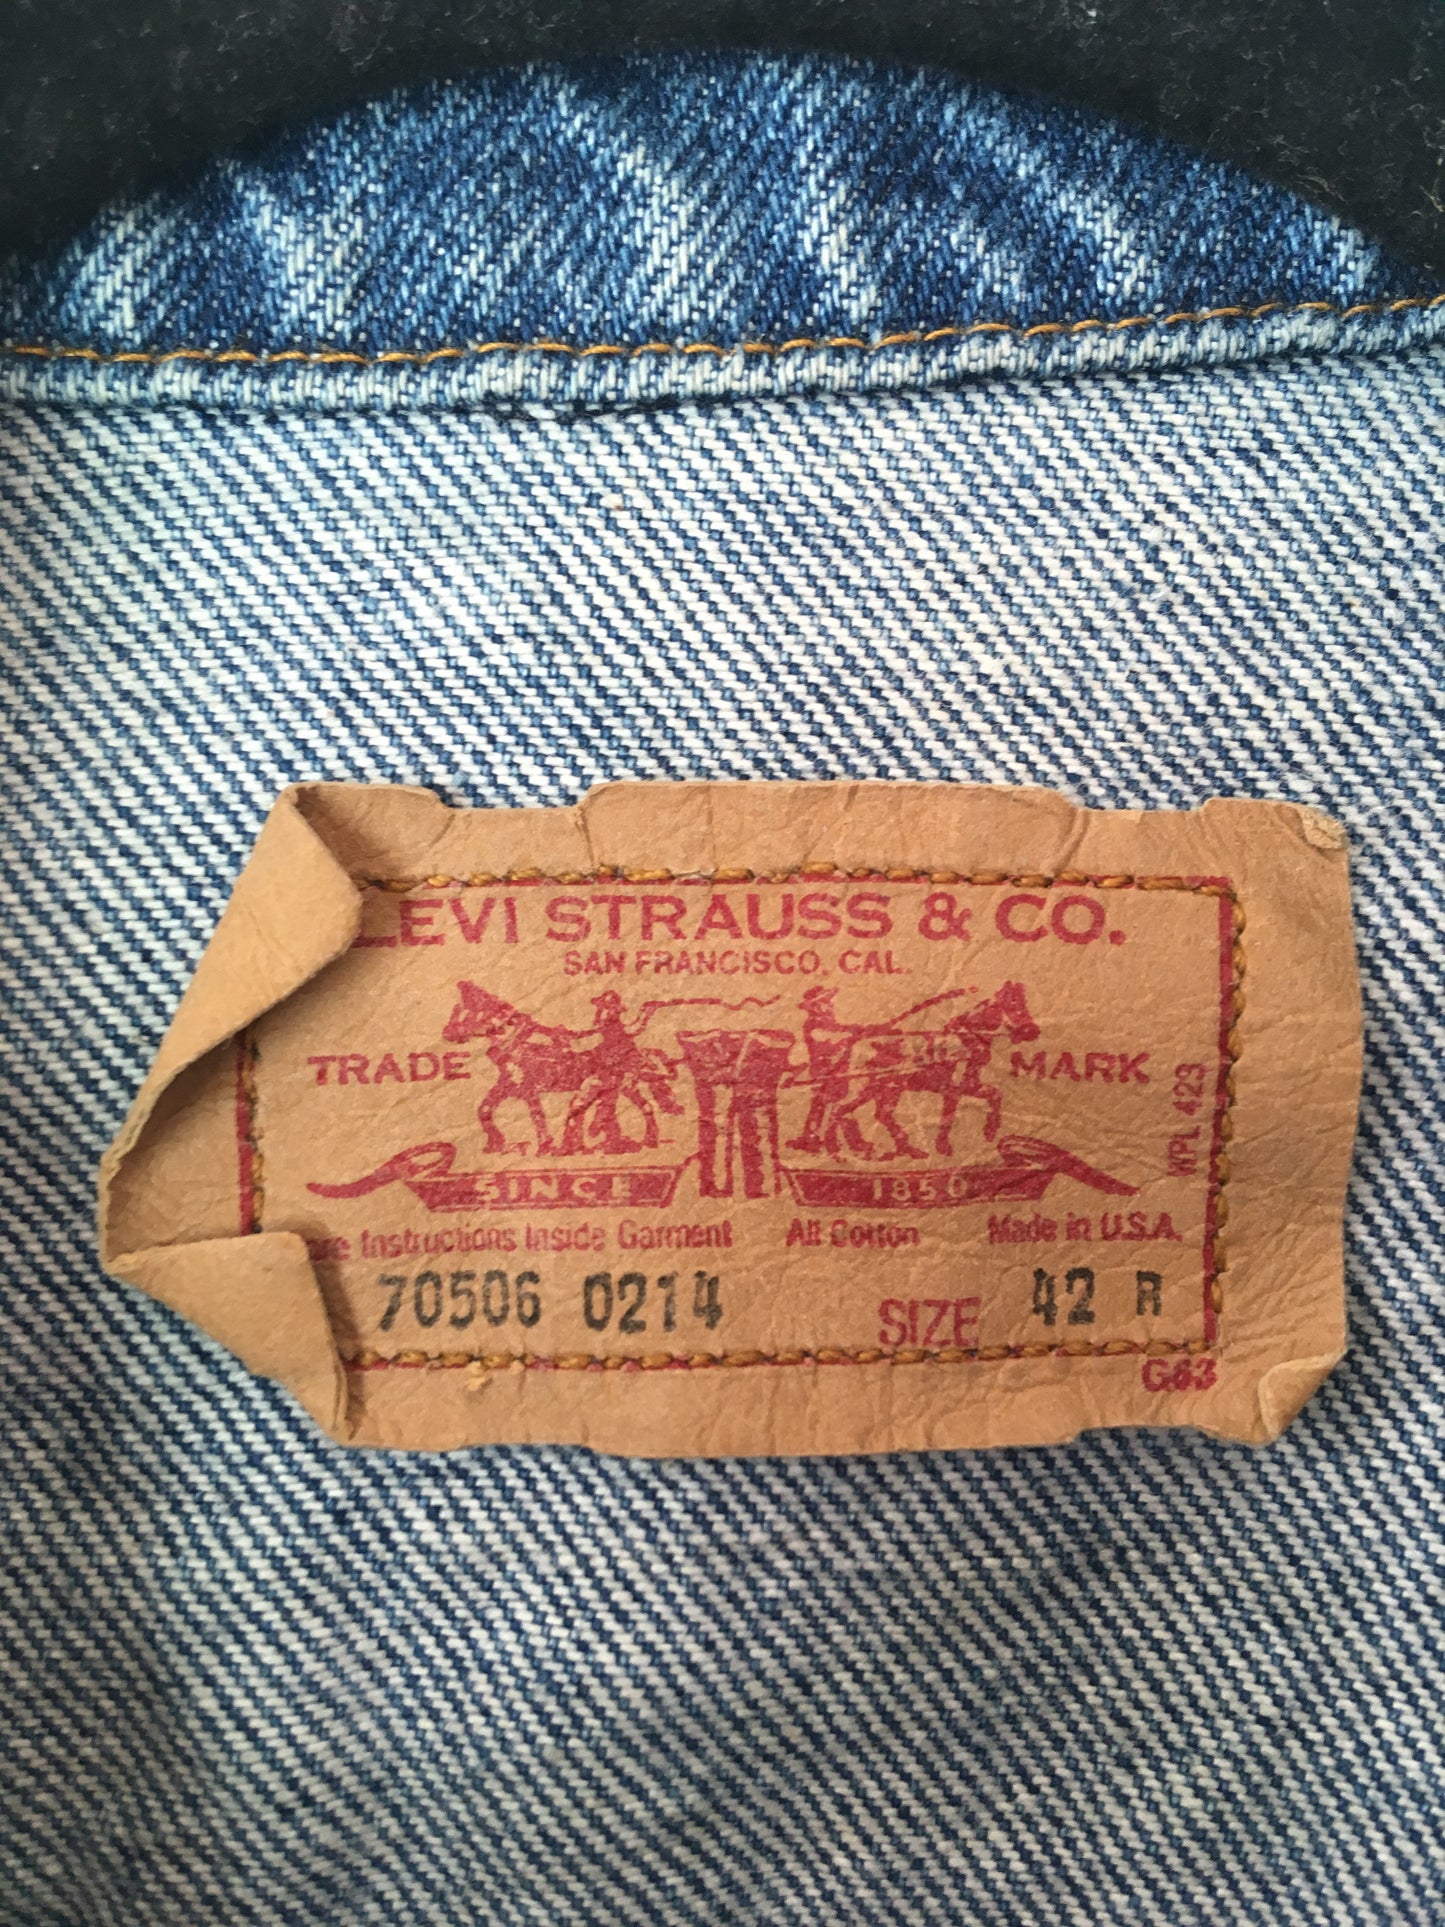 LEVI STRAUSS & CO.
SAN FRANCISCO, CAL.
TRADE MARK
WPL 423
SINCE 1850
Instructions Inside Garment All Cotton Made in U.S.A.
70506 0214 SIZE 42 R
G63